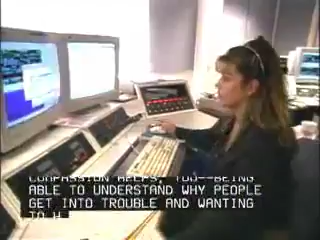 COMPASSION HELPS, TOO--BEING
ABLE TO UNDERSTAND WHY PEOPLE
GET INTO TROUBLE AND WANTING
TO H